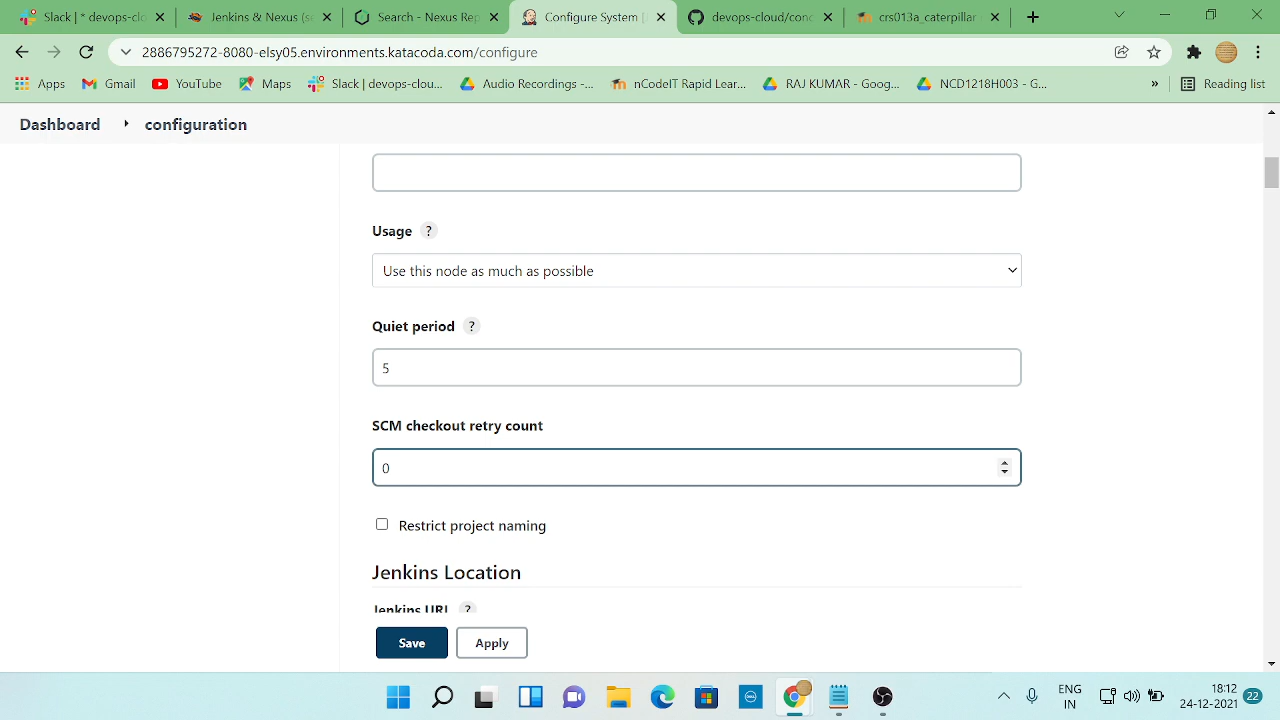 Slack | * devops-clo
Jenkins & Nexus (s
Search - Nexus Rep
Configure System [
devops-cloud/conc
crs013a_caterpillar
2886795272-8080-elsy05.environments.katacoda.com/configure
Apps
Gmail
YouTube
Maps
Slack | devops-clou...
Audio Recordings -...
nCodeIT Rapid Lear...
RAJ KUMAR - Goog...
NCD1218H003 - G...
»
Reading list
Dashboard
configuration
Usage ?
Use this node as much as possible
Quiet period ?
5
SCM checkout retry count
0
Restrict project naming
Jenkins Location
Jenkins URL ?
Save
Apply
ENG
IN
18:12
24-12-2021
22